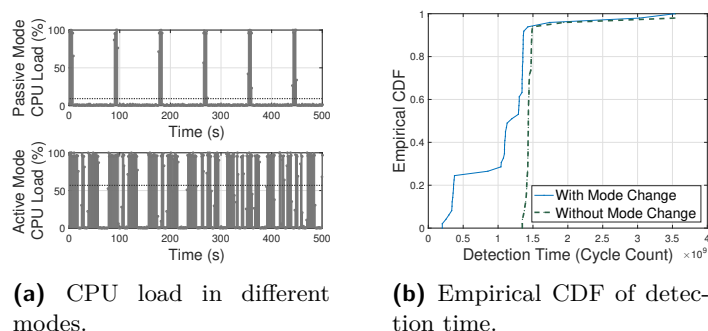 Passive Mode
CPU Load (%)
100
50
0
0 100 200 300 400 500
Time (s)
Active Mode
CPU Load (%)
100
50
0
0 100 200 300 400 500
Time (s)
(a) CPU load in different
modes.
Empirical CDF
1
0.8
0.6
0.4
0.2
0
With Mode Change
Without Mode Change
0 0.5 1 1.5 2 2.5 3 3.5 4
Detection Time (Cycle Count) ×10⁹
(b) Empirical CDF of detec-
tion time.